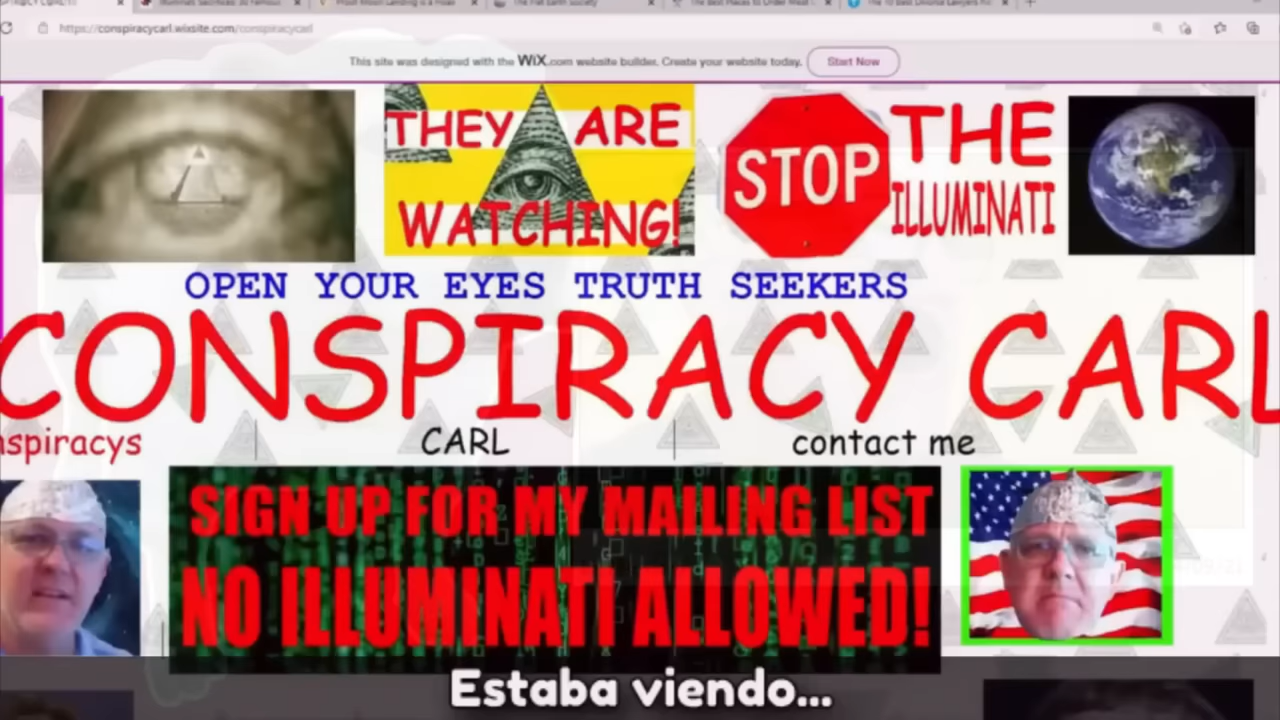 https://conspiracycarl.wixsite.com/conspiracycarl
This site was designed with the WiX.com website builder. Create your website today. Start Now
THEY ARE
WATCHING!
STOP THE
ILLUMINATI
OPEN YOUR EYES TRUTH SEEKERS
CONSPIRACY CARL
nspiracys CARL contact me
SIGN UP FOR MY MAILING LIST
NO ILLUMINATI ALLOWED!
Estaba viendo...